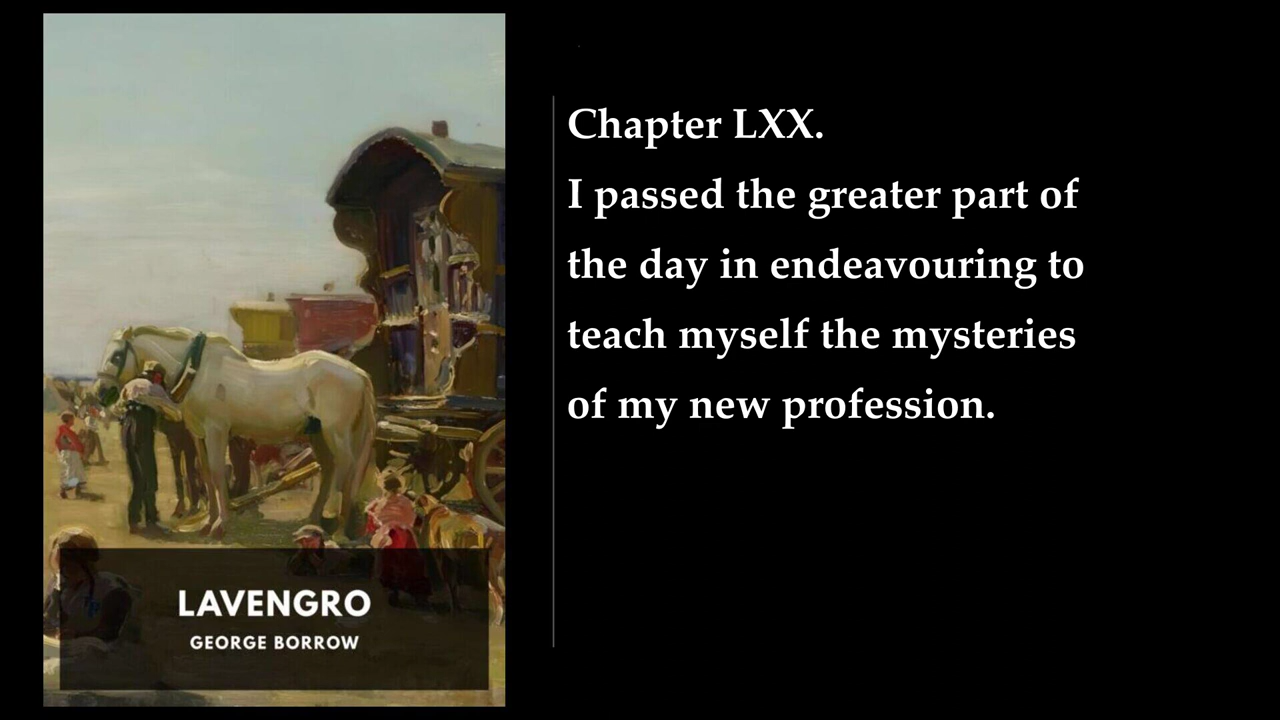 LAVENGRO
GEORGE BORROW
Chapter LXX.
I passed the greater part of
the day in endeavouring to
teach myself the mysteries
of my new profession.